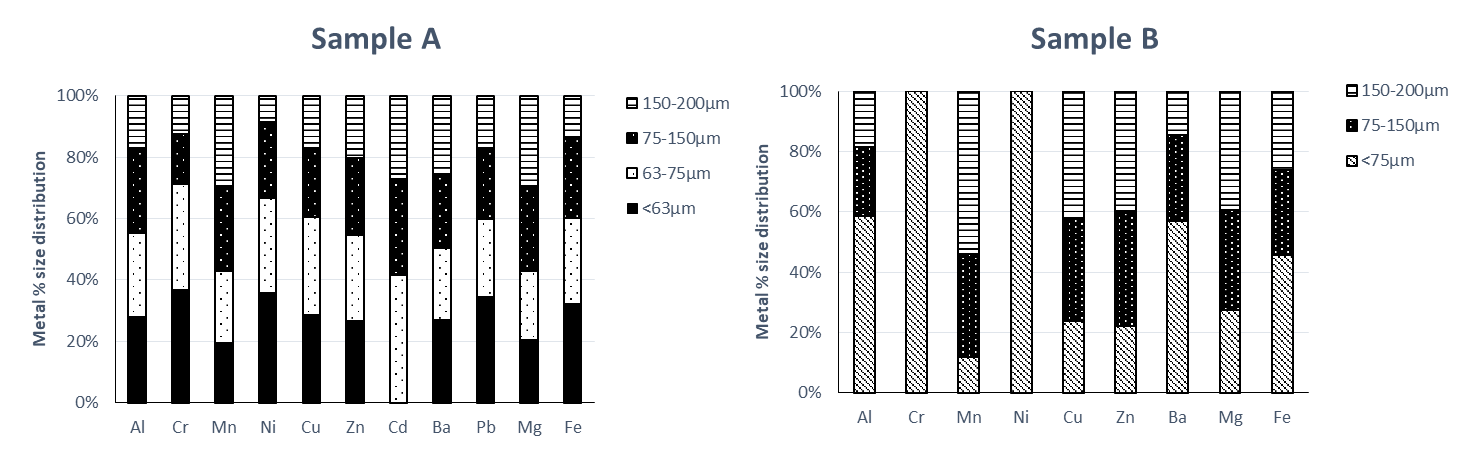 Sample A
Metal % size distribution
100%
80%
60%
40%
20%
0%
Al Cr Mn Ni Cu Zn Cd Ba Pb Mg Fe
150-200µm
75-150µm
63-75µm
<63µm
Sample B
Metal % size distribution
100%
80%
60%
40%
20%
0%
Al Cr Mn Ni Cu Zn Ba Mg Fe
150-200µm
75-150µm
<75µm